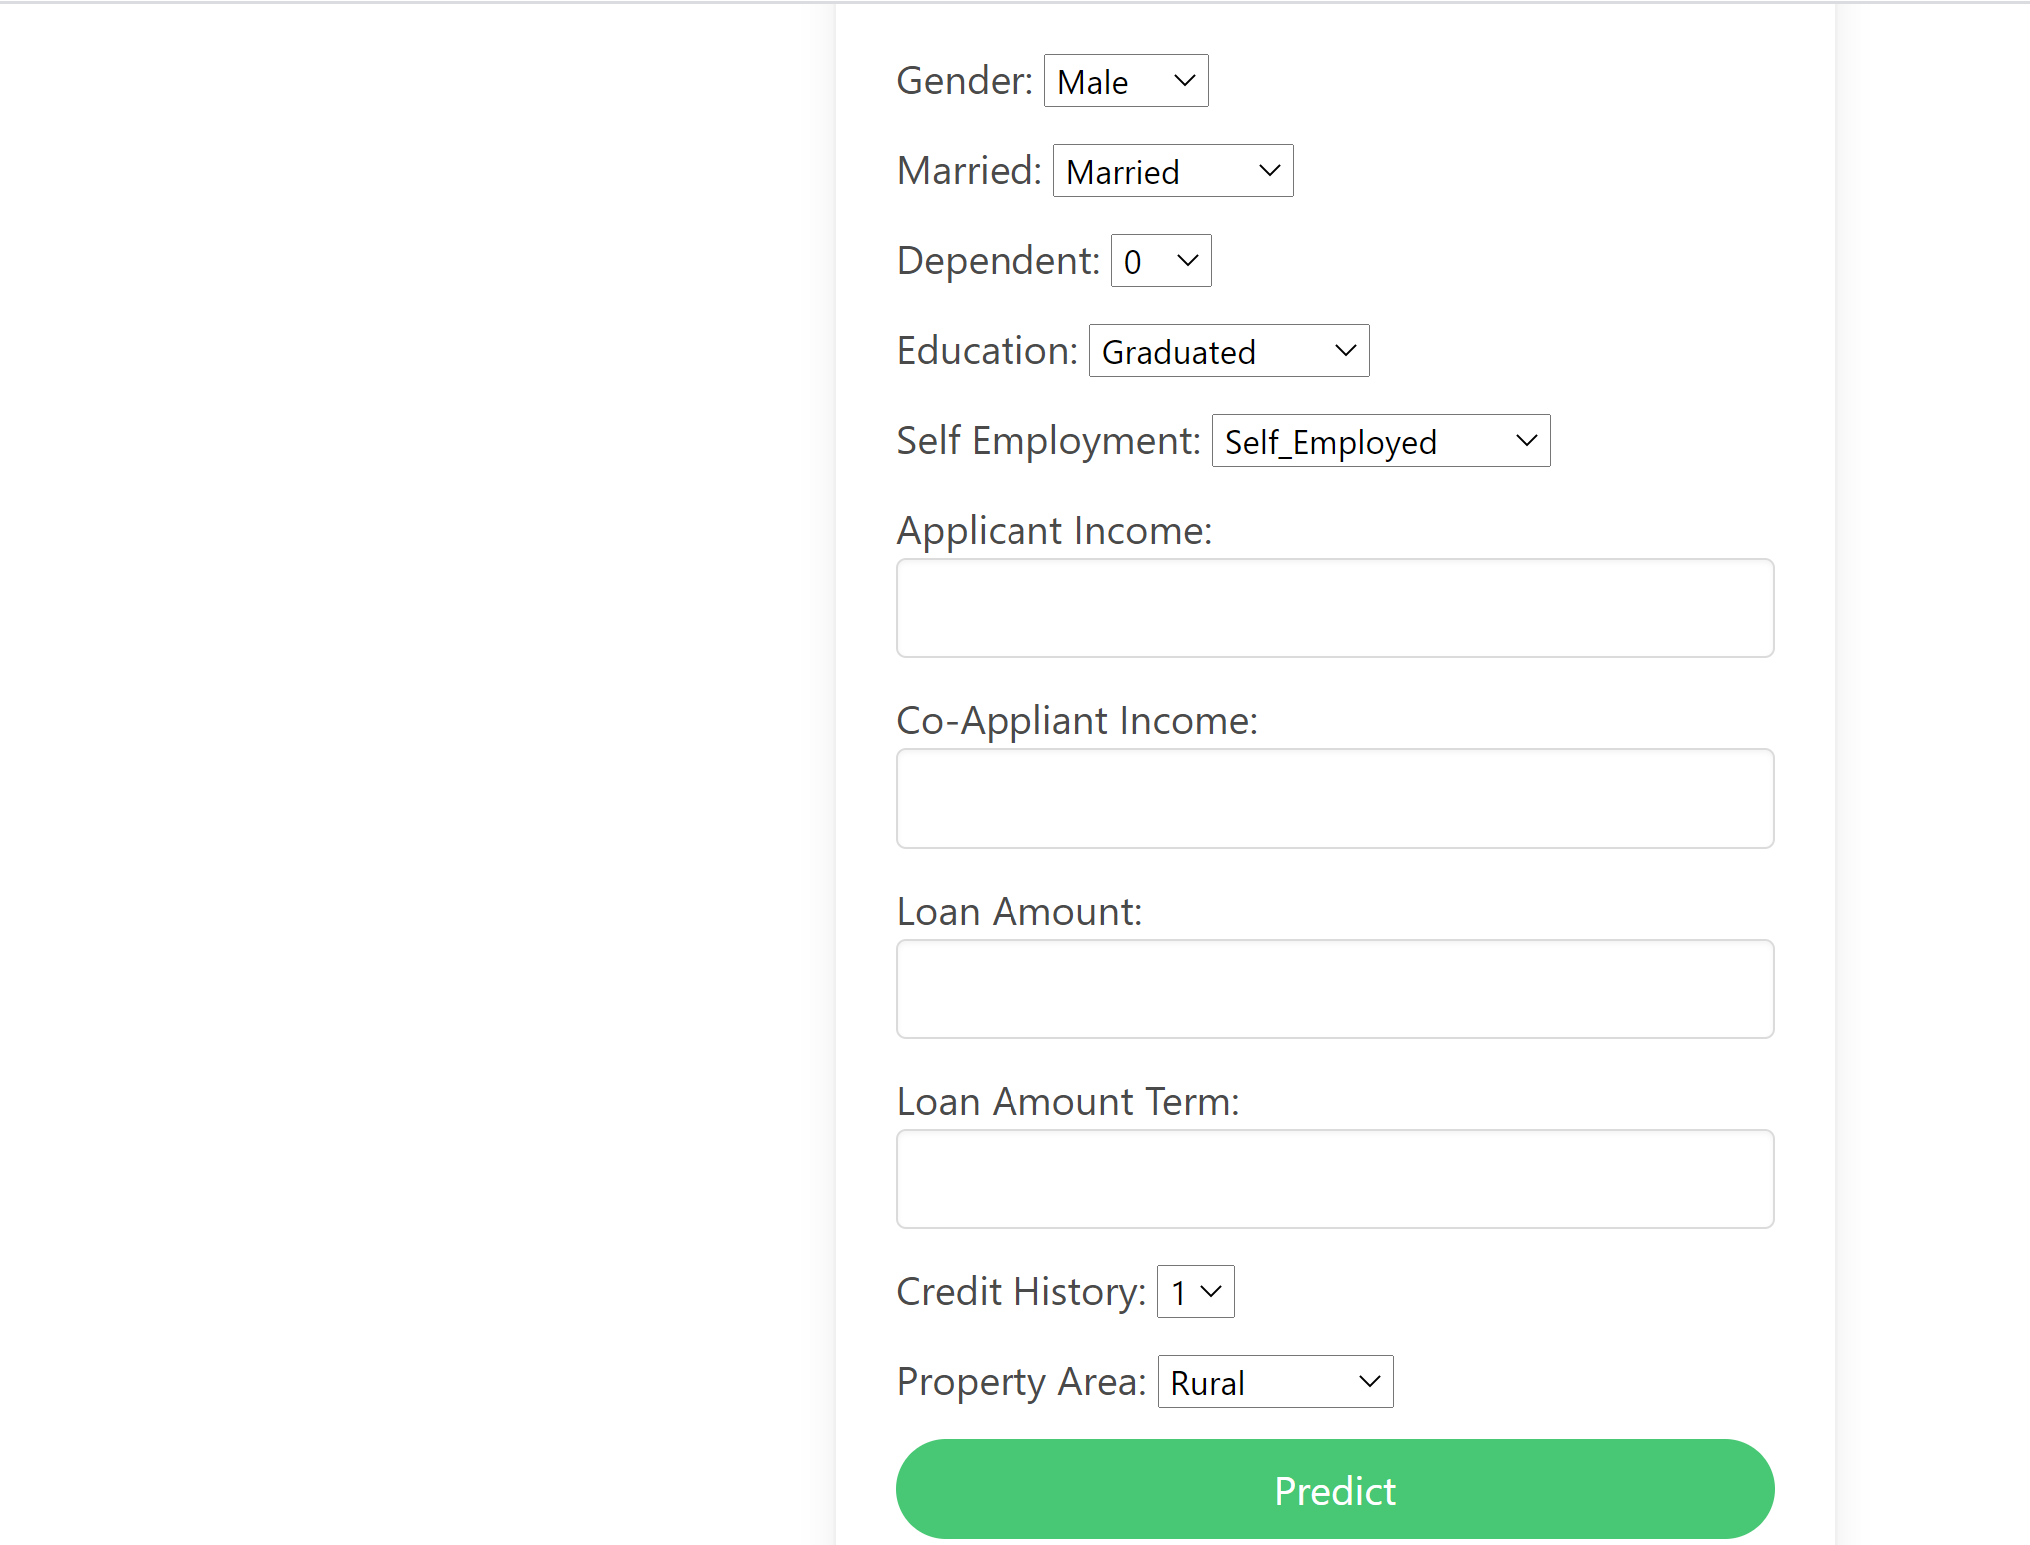 Gender: Male
Married: Married
Dependent: 0
Education: Graduated
Self Employment: Self_Employed
Applicant Income:
Co-Appliant Income:
Loan Amount:
Loan Amount Term:
Credit History: 1
Property Area: Rural
Predict